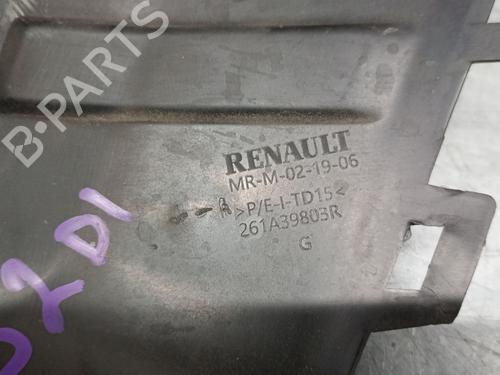 B-PARTS
RENAULT
MR-M-02-19-06
>P/E-I-TD15<
261A39803R
G